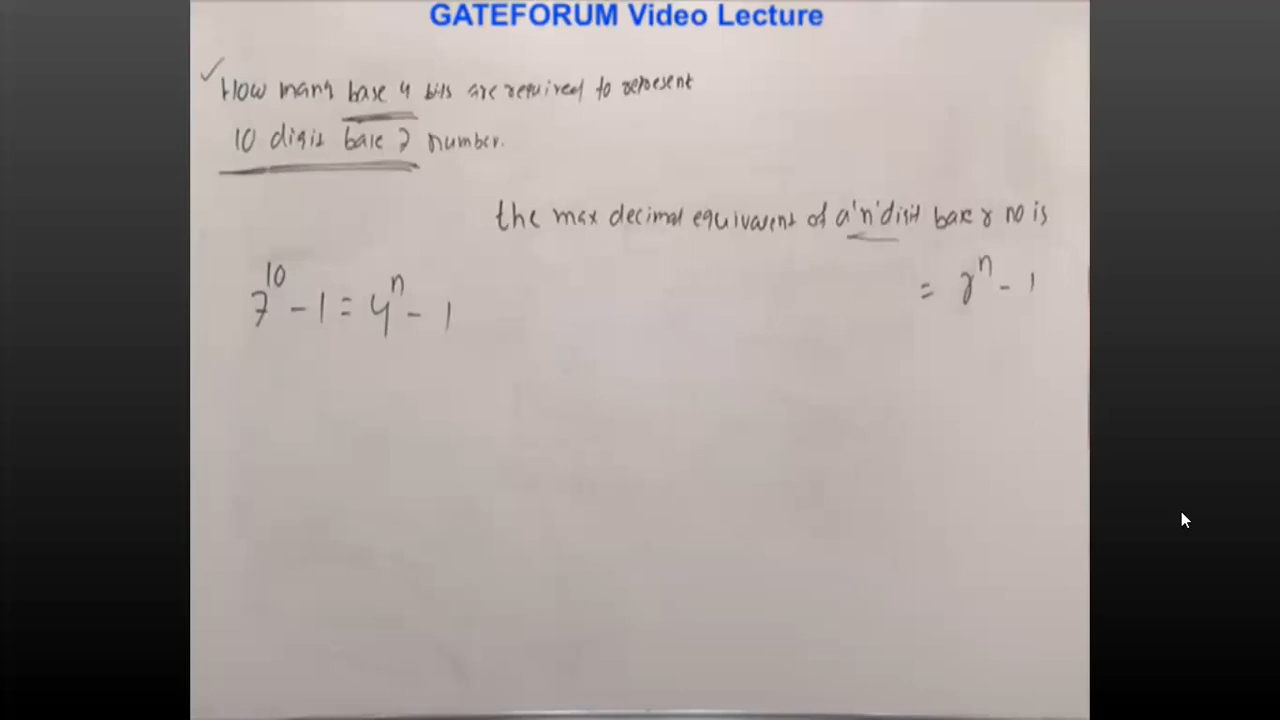 GATEFORUM Video Lecture
How many base 4 bits are required to represent
10 digit base 7 number.
the max decimal equivarent of a 'n' digit base r no is
= r^n - 1
7^10 - 1 = 4^n - 1